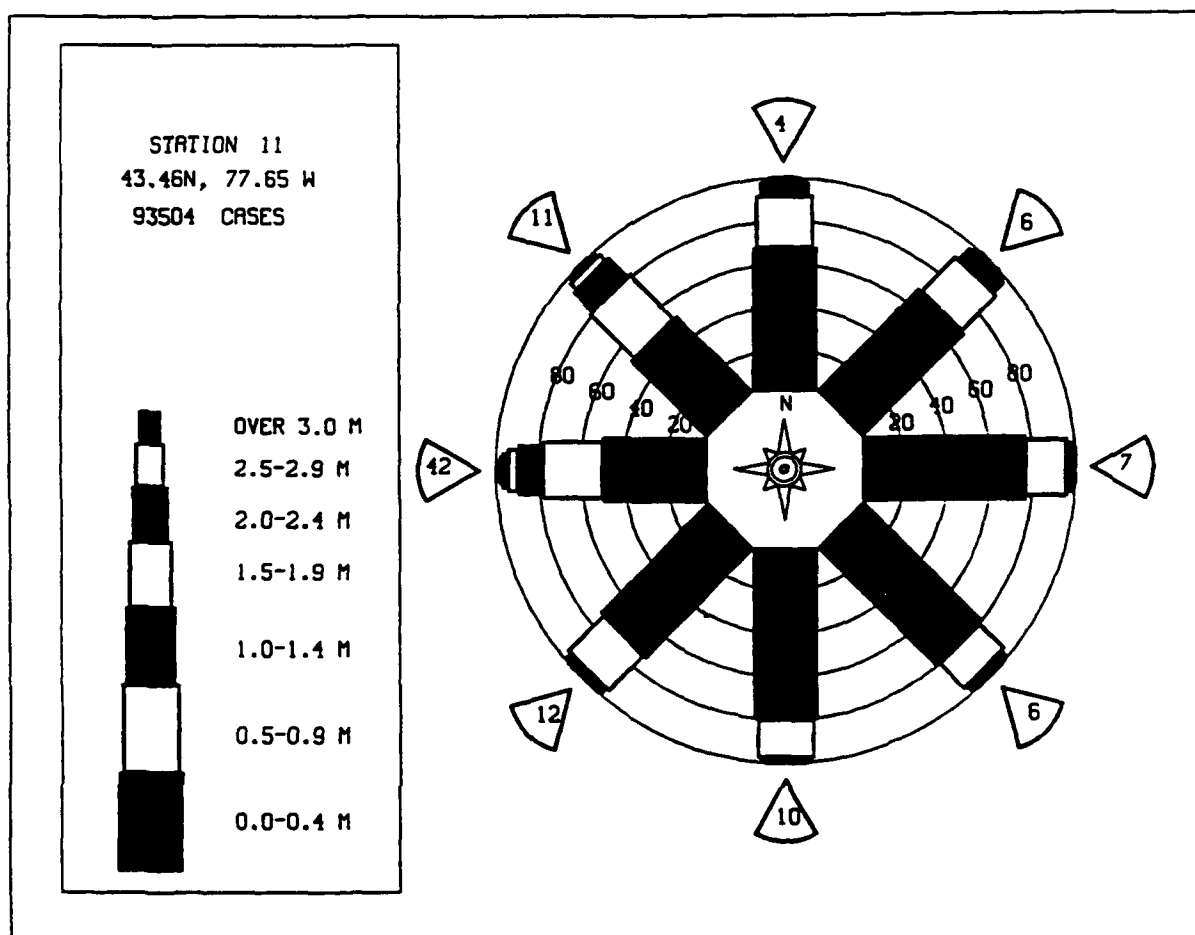 STATION 11
43.46N, 77.65 W
93504 CASES
OVER 3.0 M
2.5-2.9 M
2.0-2.4 M
1.5-1.9 M
1.0-1.4 M
0.5-0.9 M
0.0-0.4 M
4
11
6
80
60
40
20
N
20
40
60
80
42
7
12
6
10